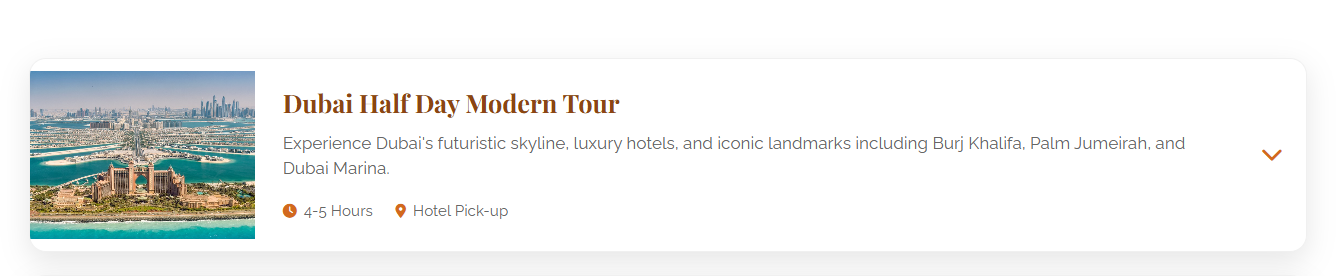 Dubai Half Day Modern Tour
Experience Dubai's futuristic skyline, luxury hotels, and iconic landmarks including Burj Khalifa, Palm Jumeirah, and
Dubai Marina.
4-5 Hours Hotel Pick-up